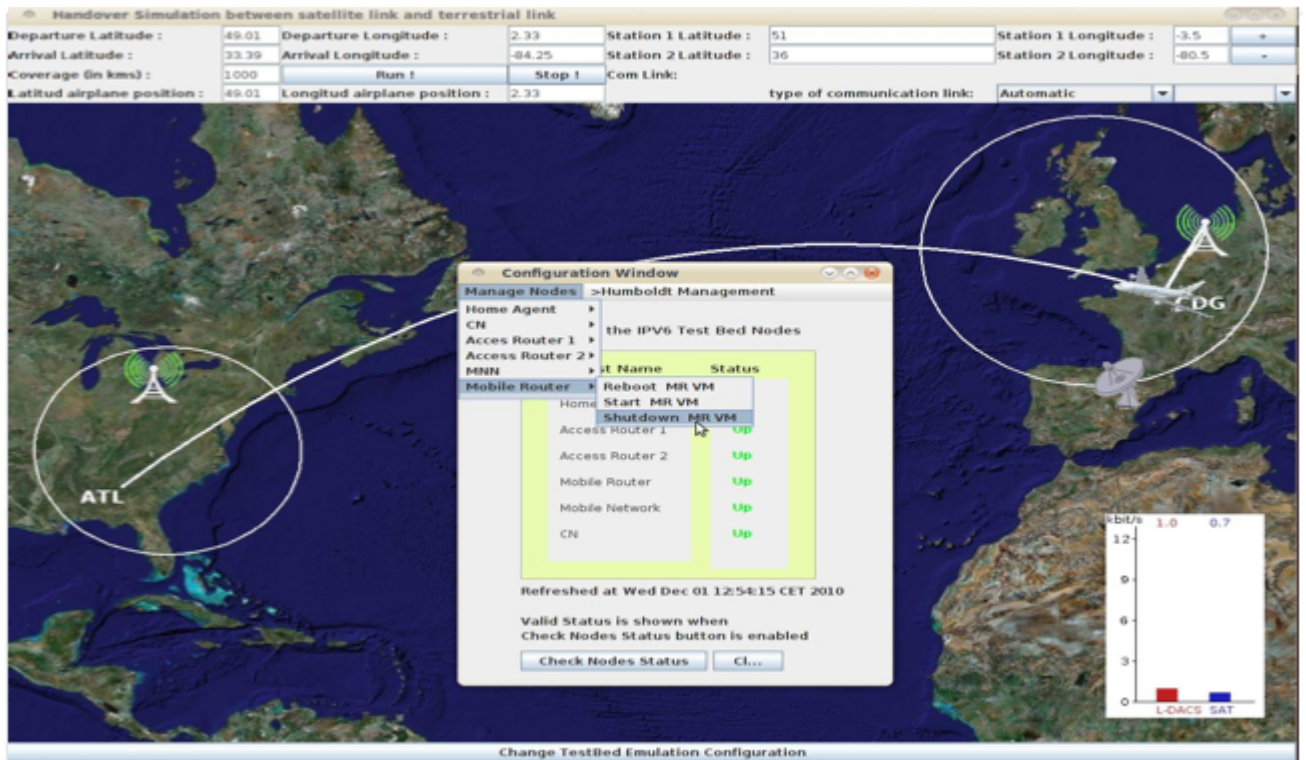 Handover Simulation between satellite link and terrestrial link
Departure Latitude : 49.01 Departure Longitude : 2.33 Station 1 Latitude : 51 Station 1 Longitude : -3.5 +
Arrival Latitude : 33.39 Arrival Longitude : -84.25 Station 2 Latitude : 36 Station 2 Longitude : -80.5 -
Coverage (in kms) : 1000 Run ! Stop ! Com Link:
Latitud airplane position : 49.01 Longitud airplane position : 2.33 type of communication link: Automatic
CDG
ATL
Configuration Window
Manage Nodes >Humboldt Management
Home Agent
CN
Acces Router 1
Access Router 2
MNN
Mobile Router
Reboot MR VM
Start MR VM
Shutdown MR VM
the IPV6 Test Bed Nodes
Name Status
Home
Access Router 1 Up
Access Router 2 Up
Mobile Router Up
Mobile Network Up
CN Up
Refreshed at Wed Dec 01 12:54:15 CET 2010
Valid Status is shown when
Check Nodes Status button is enabled
Check Nodes Status Cl...
kbit/s 1.0 0.7
12
9
6
3
0
L-DACS SAT
Change TestBed Emulation Configuration